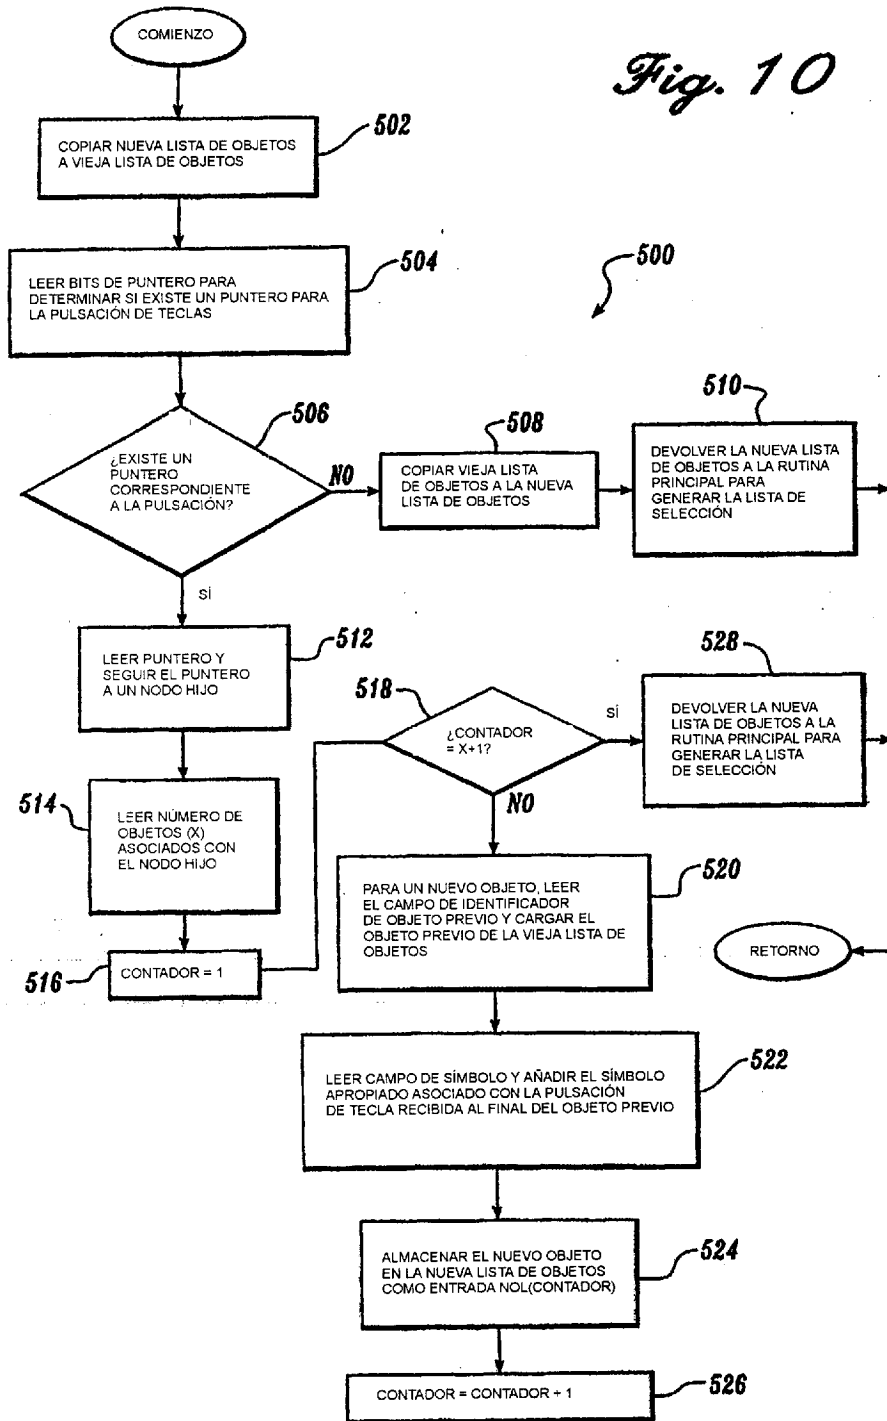 COMIENZO
Fig. 10
502
COPIAR NUEVA LISTA DE OBJETOS
A VIEJA LISTA DE OBJETOS
504
LEER BITS DE PUNTERO PARA
DETERMINAR SI EXISTE UN PUNTERO PARA
LA PULSACIÓN DE TECLAS
500
506
¿EXISTE UN
PUNTERO
CORRESPONDIENTE
A LA PULSACIÓN?
NO
508
COPIAR VIEJA LISTA
DE OBJETOS A LA NUEVA
LISTA DE OBJETOS
510
DEVOLVER LA NUEVA LISTA
DE OBJETOS A LA RUTINA
PRINCIPAL PARA
GENERAR LA LISTA DE
SELECCIÓN
SÍ
512
LEER PUNTERO Y
SEGUIR EL PUNTERO
A UN NODO HIJO
514
LEER NÚMERO DE
OBJETOS (X)
ASOCIADOS CON
EL NODO HIJO
516
CONTADOR = 1
518
¿CONTADOR
= X+1?
SÍ
528
DEVOLVER LA NUEVA
LISTA DE OBJETOS A LA
RUTINA PRINCIPAL PARA
GENERAR LA LISTA
DE SELECCIÓN
NO
520
PARA UN NUEVO OBJETO, LEER
EL CAMPO DE IDENTIFICADOR
DE OBJETO PREVIO Y CARGAR EL
OBJETO PREVIO DE LA VIEJA LISTA DE
OBJETOS
RETORNO
522
LEER CAMPO DE SÍMBOLO Y AÑADIR EL SÍMBOLO
APROPIADO ASOCIADO CON LA PULSACIÓN
DE TECLA RECIBIDA AL FINAL DEL OBJETO PREVIO
524
ALMACENAR EL NUEVO OBJETO
EN LA NUEVA LISTA DE OBJETOS
COMO ENTRADA NOL(CONTADOR)
526
CONTADOR = CONTADOR + 1